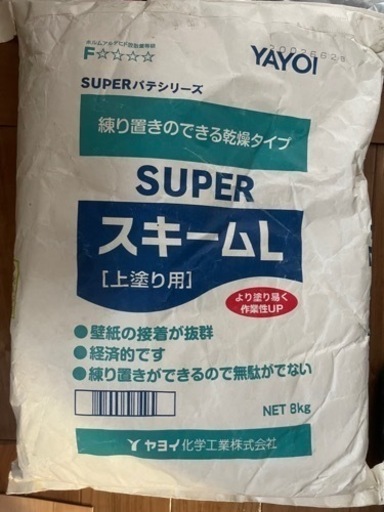 F☆☆☆☆
YAYOI
SUPERパテシリーズ
練り置きのできる乾燥タイプ
SUPER
スキームL
[上塗り用]
より塗り易く
作業性UP
●壁紙の接着が抜群
●経済的です
●練り置きができるので無駄がでない
NET 8kg
ヤヨイ化学工業株式会社